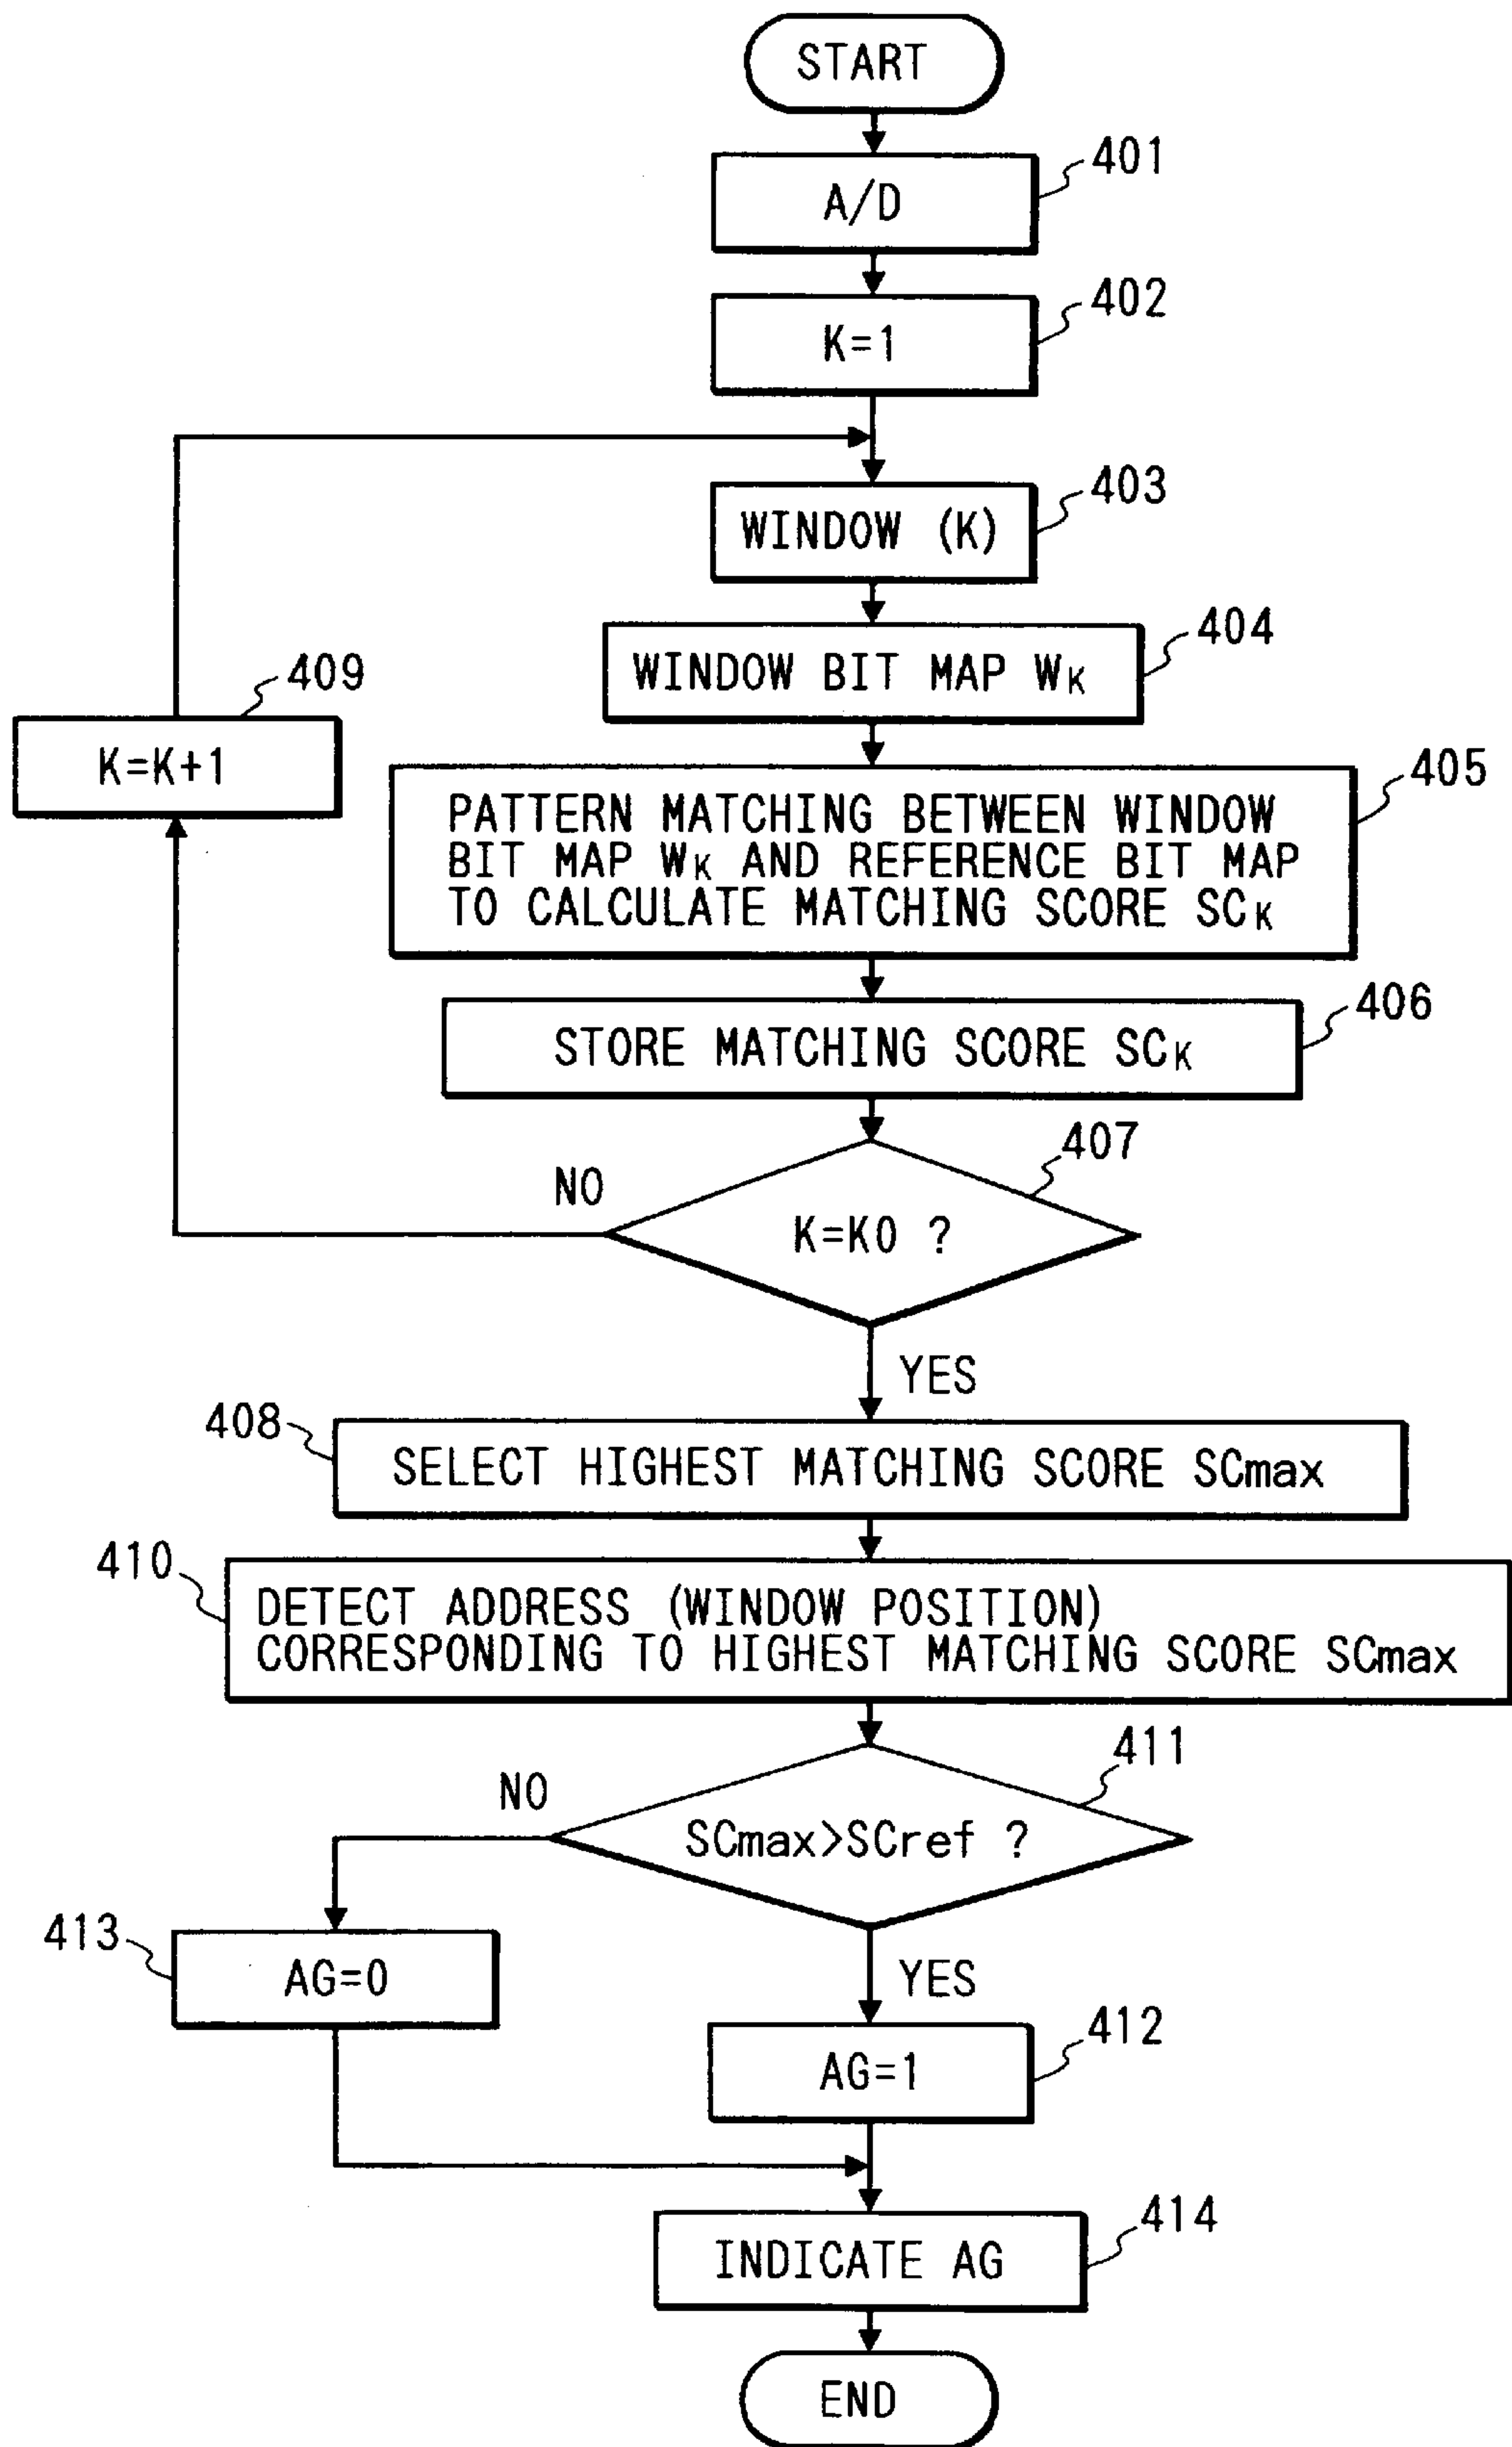 START
401
A/D
402
K=1
403
WINDOW (K)
404
WINDOW BIT MAP WK
409
K=K+1
405
PATTERN MATCHING BETWEEN WINDOW
BIT MAP WK AND REFERENCE BIT MAP
TO CALCULATE MATCHING SCORE SCK
406
STORE MATCHING SCORE SCK
407
NO
K=K0 ?
YES
408
SELECT HIGHEST MATCHING SCORE SCmax
410
DETECT ADDRESS (WINDOW POSITION)
CORRESPONDING TO HIGHEST MATCHING SCORE SCmax
411
NO
SCmax>SCref ?
413
AG=0
YES
412
AG=1
414
INDICATE AG
END